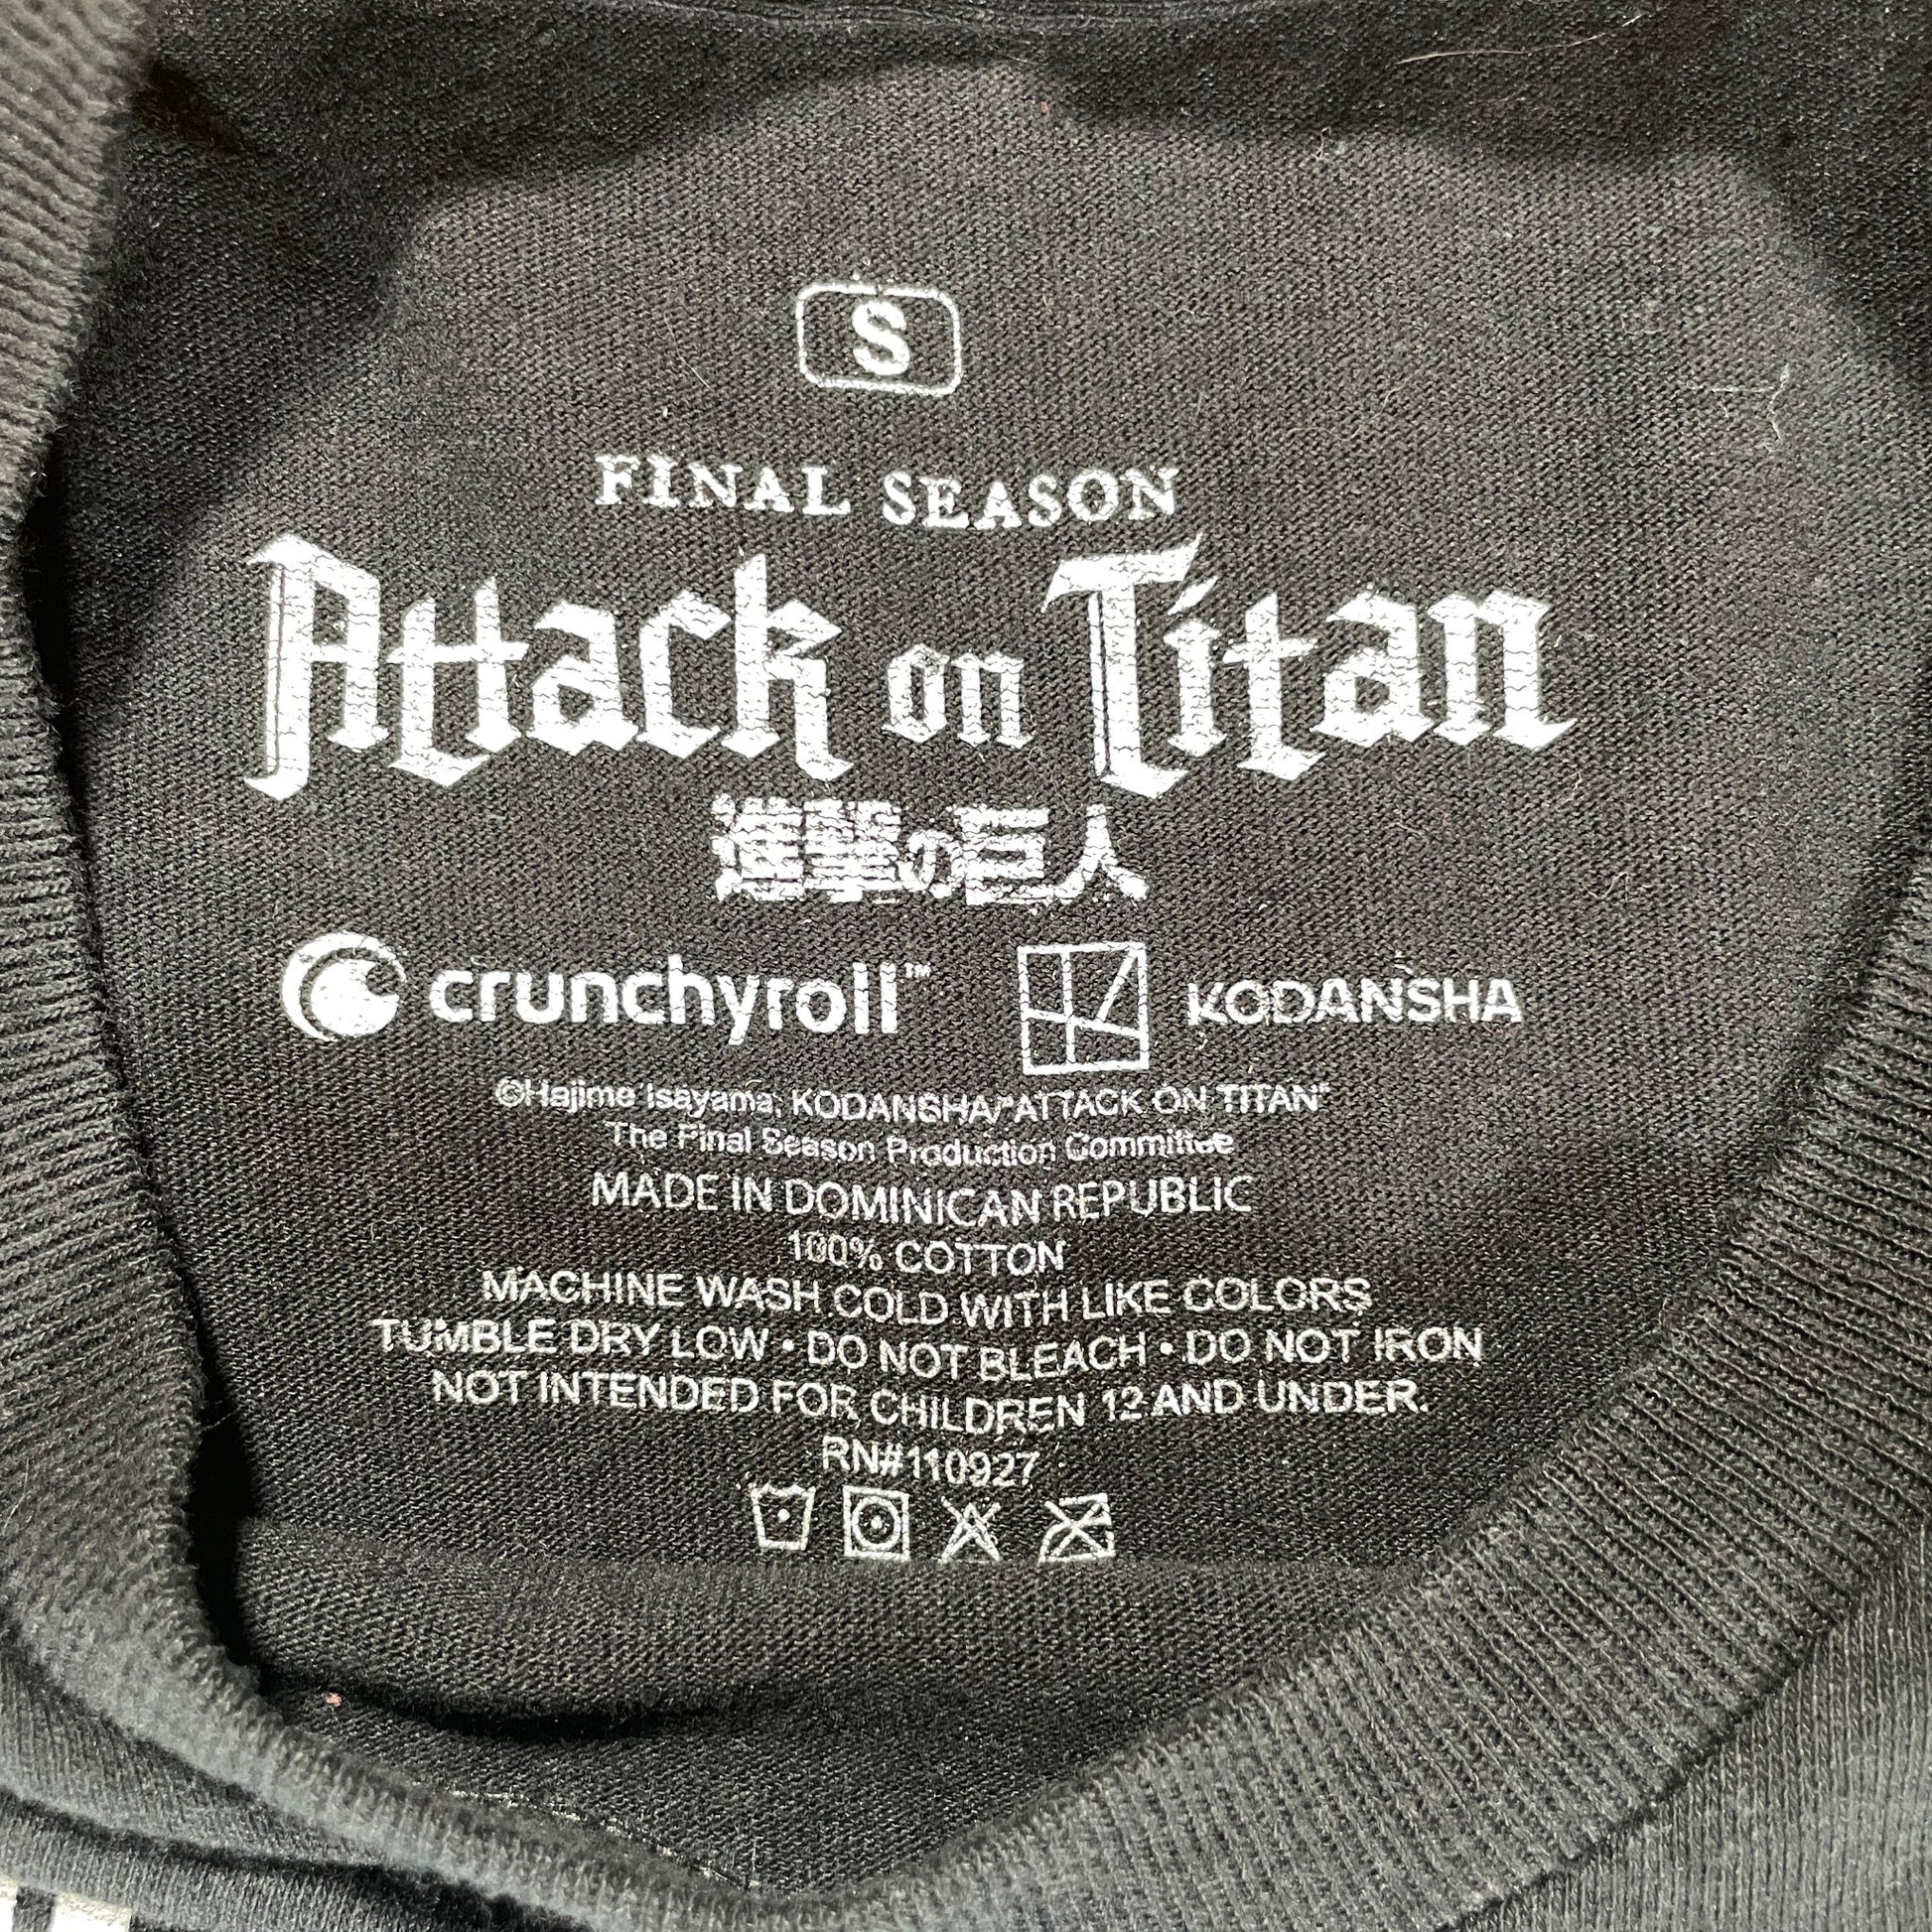 S
FINAL SEASON
Attack on Titan
進撃の巨人
crunchyroll™ KODANSHA
©Hajime Isayama, KODANSHA/"ATTACK ON TITAN"
The Final Season Production Committee
MADE IN DOMINICAN REPUBLIC
100% COTTON
MACHINE WASH COLD WITH LIKE COLORS
TUMBLE DRY LOW • DO NOT BLEACH • DO NOT IRON
NOT INTENDED FOR CHILDREN 12 AND UNDER.
RN#110927